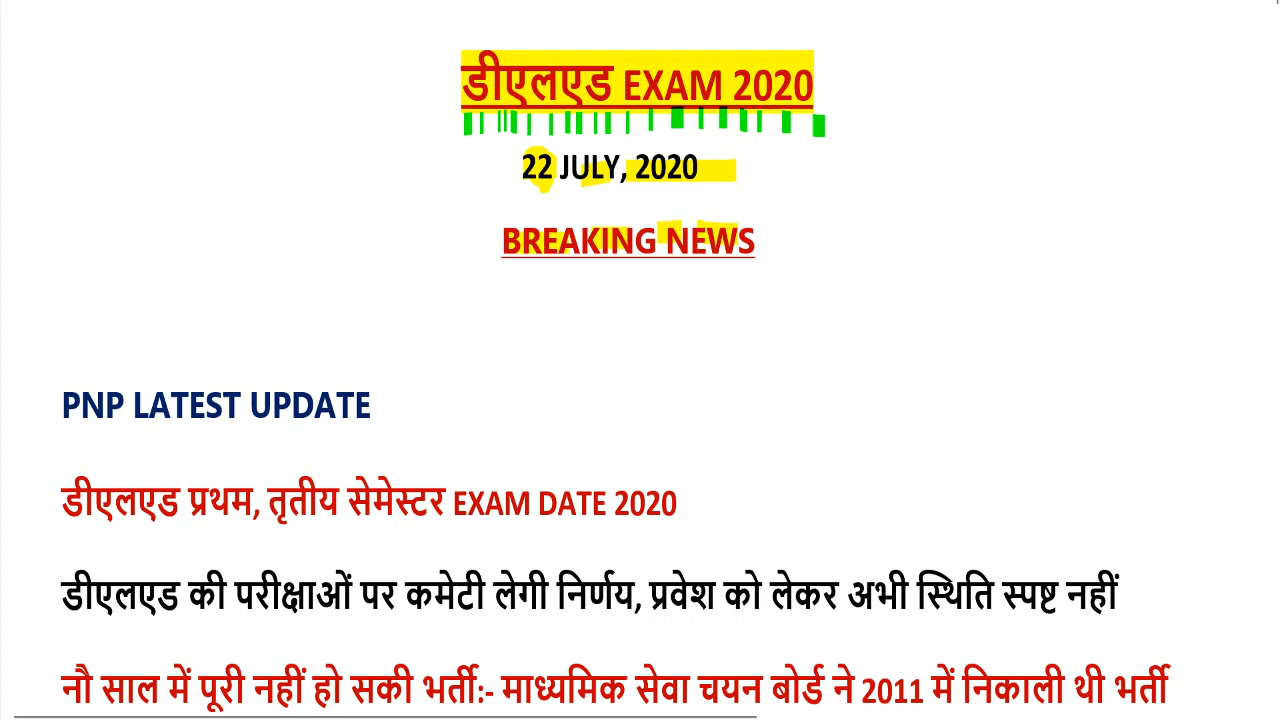 डीएलएड EXAM 2020
22 JULY, 2020
BREAKING NEWS
PNP LATEST UPDATE
डीएलएड प्रथम, तृतीय सेमेस्टर EXAM DATE 2020
डीएलएड की परीक्षाओं पर कमेटी लेगी निर्णय, प्रवेश को लेकर अभी स्थिति स्पष्ट नहीं
नौ साल में पूरी नहीं हो सकी भर्ती:- माध्यमिक सेवा चयन बोर्ड ने 2011 में निकाली थी भर्ती